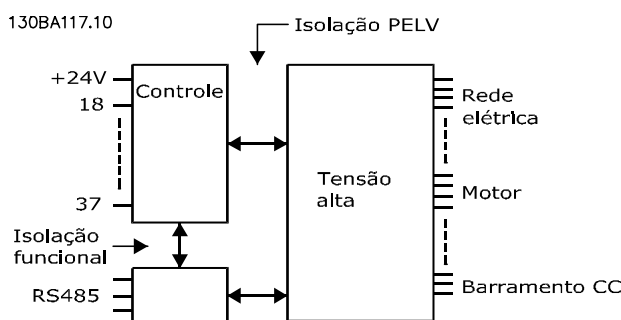 130BA117.10
Isolação PELV
+24V
18
Controle
37
Tensão
alta
Rede
elétrica
Motor
Isolação
funcional
RS485
Barramento CC